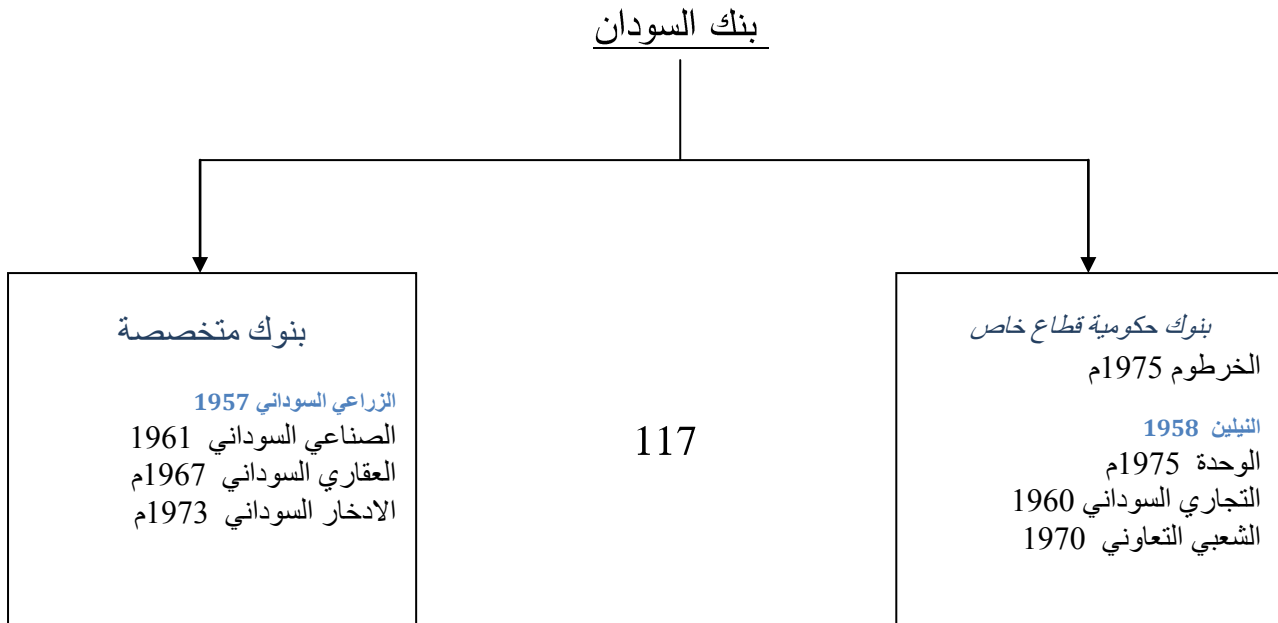 بنك السودان
بنوك حكومية قطاع خاص
الخرطوم 1975م
النيلين 1958
الوحدة 1975م
التجاري السوداني 1960
الشعبي التعاوني 1970
117
بنوك متخصصة
الزراعي السوداني 1957
الصناعي السوداني 1961
العقاري السوداني 1967م
الادخار السوداني 1973م